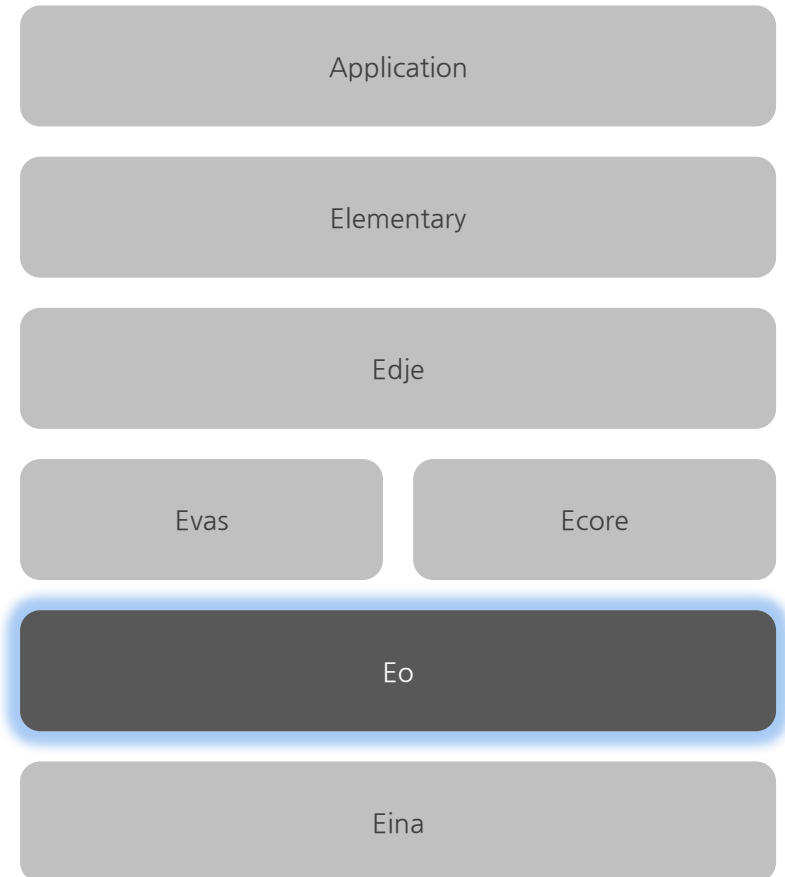 Application
Elementary
Edje
Evas
Ecore
Eo
Eina